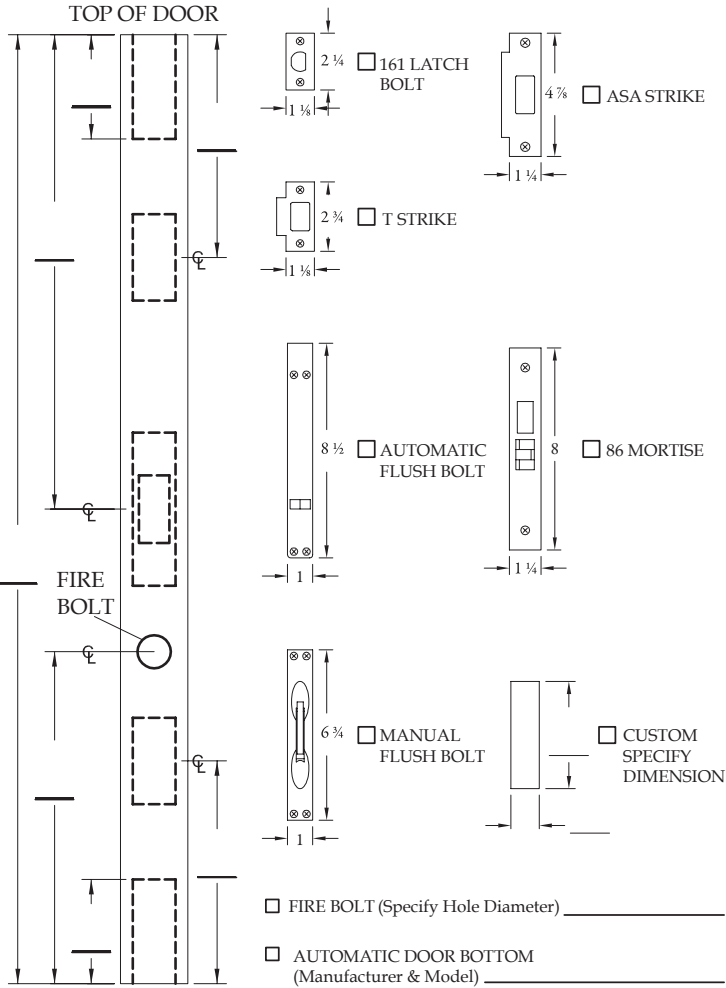 TOP OF DOOR
2 ¼
161 LATCH
BOLT
1 ⅛
4 ⅞
ASA STRIKE
1 ¼
2 ¾
T STRIKE
1 ⅛
℄
8 ½
AUTOMATIC
FLUSH BOLT
1
8
86 MORTISE
1 ¼
℄
FIRE
BOLT
℄
6 ¾
MANUAL
FLUSH BOLT
1
CUSTOM
SPECIFY
DIMENSION
℄
FIRE BOLT (Specify Hole Diameter)
AUTOMATIC DOOR BOTTOM
(Manufacturer & Model)